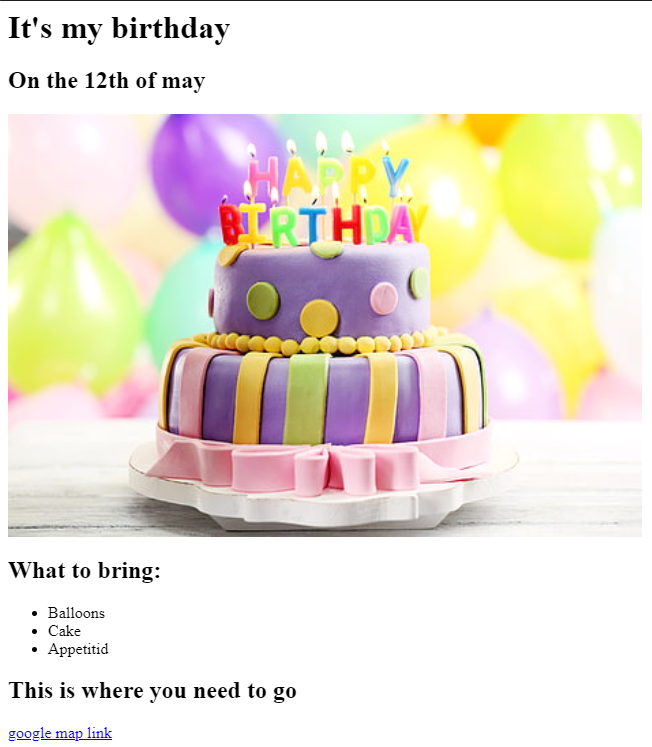 It's my birthday
On the 12th of may
HAPPY
BIRTHDAY
What to bring:
Balloons
Cake
Appetitid
This is where you need to go
google map link